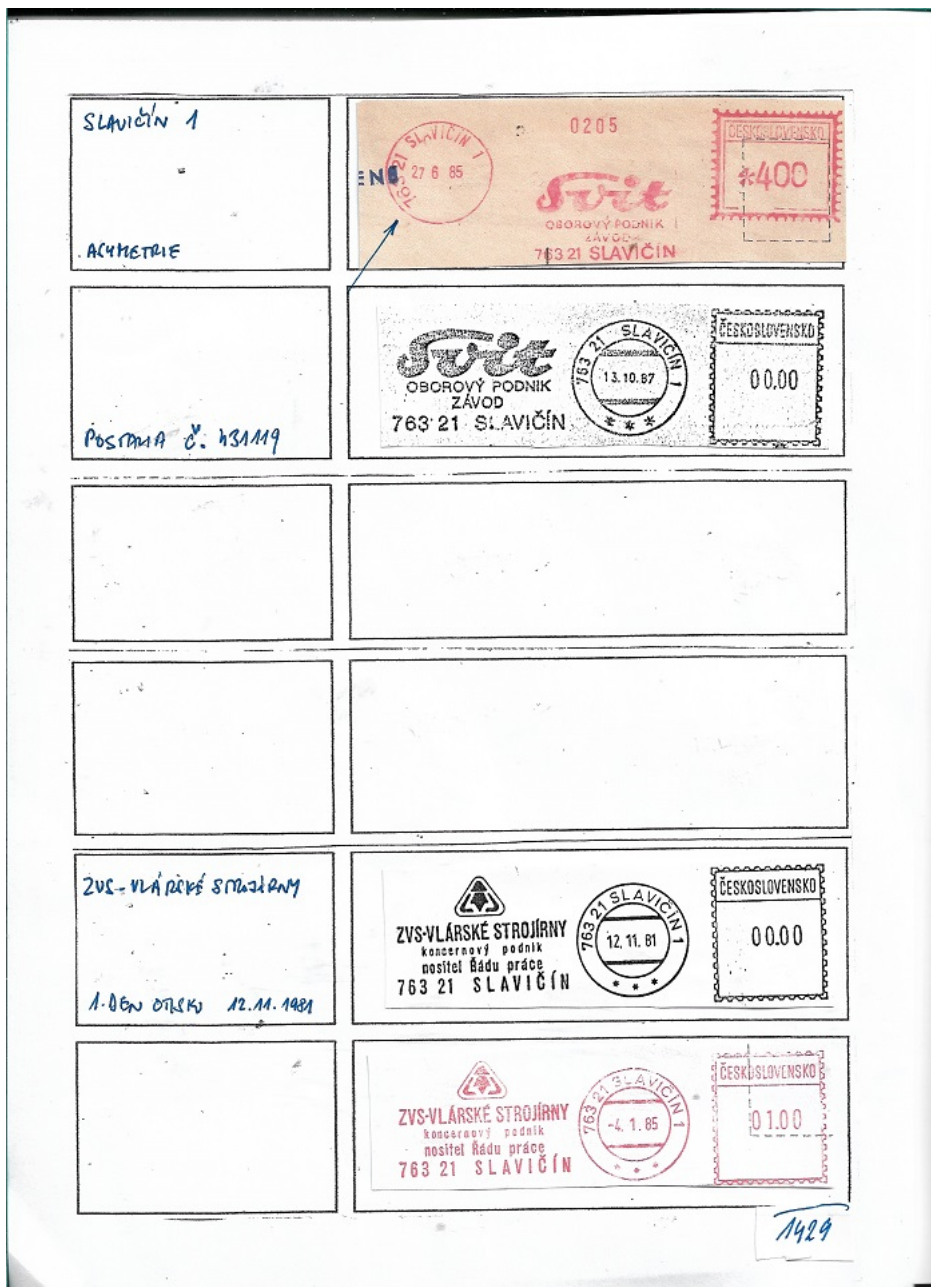 SLAVIČÍN 1
ACYMETRIE
763 21 SLAVIČÍN 1
27 6 85
ENÉ
0205
Svit
OBOROVÝ PODNIK
ZÁVOD
763 21 SLAVIČÍN
ČESKOSLOVENSKO
*400
POSTALIA Č. 431119
Svit
OBOROVÝ PODNIK
ZÁVOD
763 21 SLAVIČÍN
763 21 SLAVIČÍN 1
13.10.87
* * *
ČESKOSLOVENSKO
00.00
ZVS-VLÁRSKÉ STROJÍRNY
1. DEN OTISKU 12.11.1981
ZVS-VLÁRSKÉ STROJÍRNY
koncernový podnik
nositel Řádu práce
763 21 SLAVIČÍN
763 21 SLAVIČÍN 1
12.11.81
* * *
ČESKOSLOVENSKO
00.00
ZVS-VLÁRSKÉ STROJÍRNY
koncernový podnik
nositel Řádu práce
763 21 SLAVIČÍN
763 21 SLAVIČÍN 1
-4.1.85
* * *
ČESKOSLOVENSKO
01.00
1429